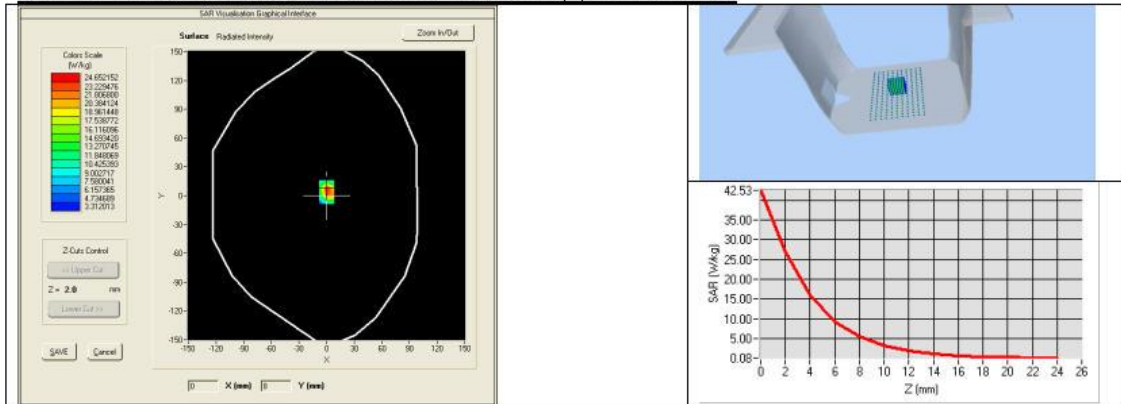 SAR Visualisation Graphical Interface
Surface Radiated Intensity
Zoom In/Out
Colors Scale
(W/kg)
24.652152
23.229476
21.806800
20.384124
18.961448
17.538772
16.116096
14.693420
13.270745
11.848069
10.425393
9.002717
7.580041
6.157365
4.734689
3.312013
Z-Cuts Control
<< Upper Cut
Z = 2.0 mm
Lower Cut >>
SAVE Cancel
150
120
90
60
30
0
-30
-60
-90
-120
-150
Y
-150 -120 -90 -60 -30 0 30 60 90 120 150
X
0 X (mm) 8 Y (mm)
42.53
35.00
30.00
25.00
20.00
15.00
10.00
5.00
0.08
SAR (W/kg)
0 2 4 6 8 10 12 14 16 18 20 22 24 26
Z (mm)